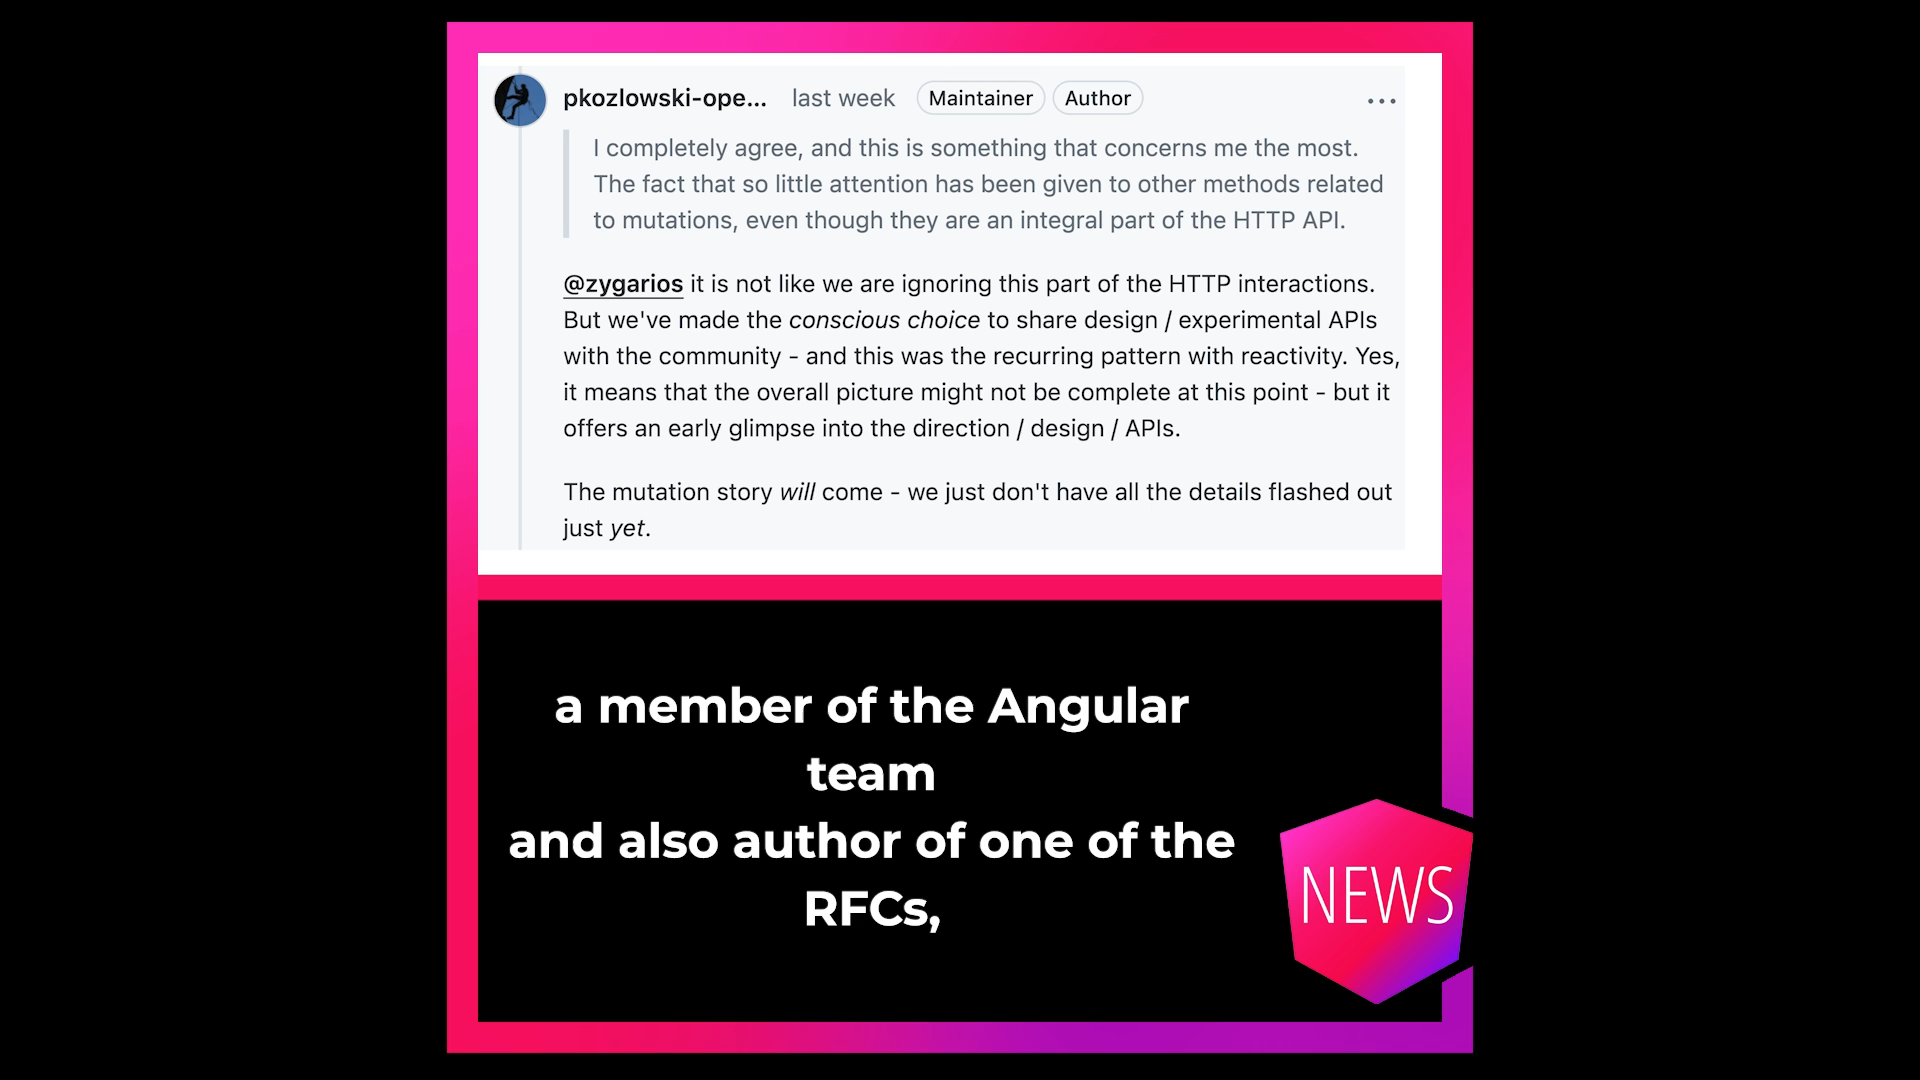 pkozlowski-ope... last week Maintainer Author ...
I completely agree, and this is something that concerns me the most.
The fact that so little attention has been given to other methods related
to mutations, even though they are an integral part of the HTTP API.
@zygarios it is not like we are ignoring this part of the HTTP interactions.
But we've made the conscious choice to share design / experimental APIs
with the community - and this was the recurring pattern with reactivity. Yes,
it means that the overall picture might not be complete at this point - but it
offers an early glimpse into the direction / design / APIs.
The mutation story will come - we just don't have all the details flashed out
just yet.
a member of the Angular
team
and also author of one of the
RFCs,
NEWS